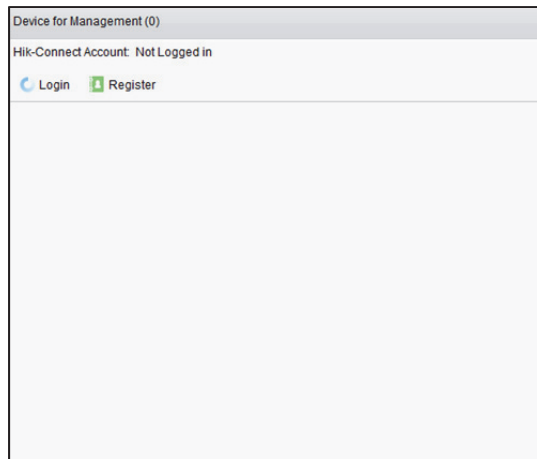 Device for Management (0)
Hik-Connect Account: Not Logged in
Login Register